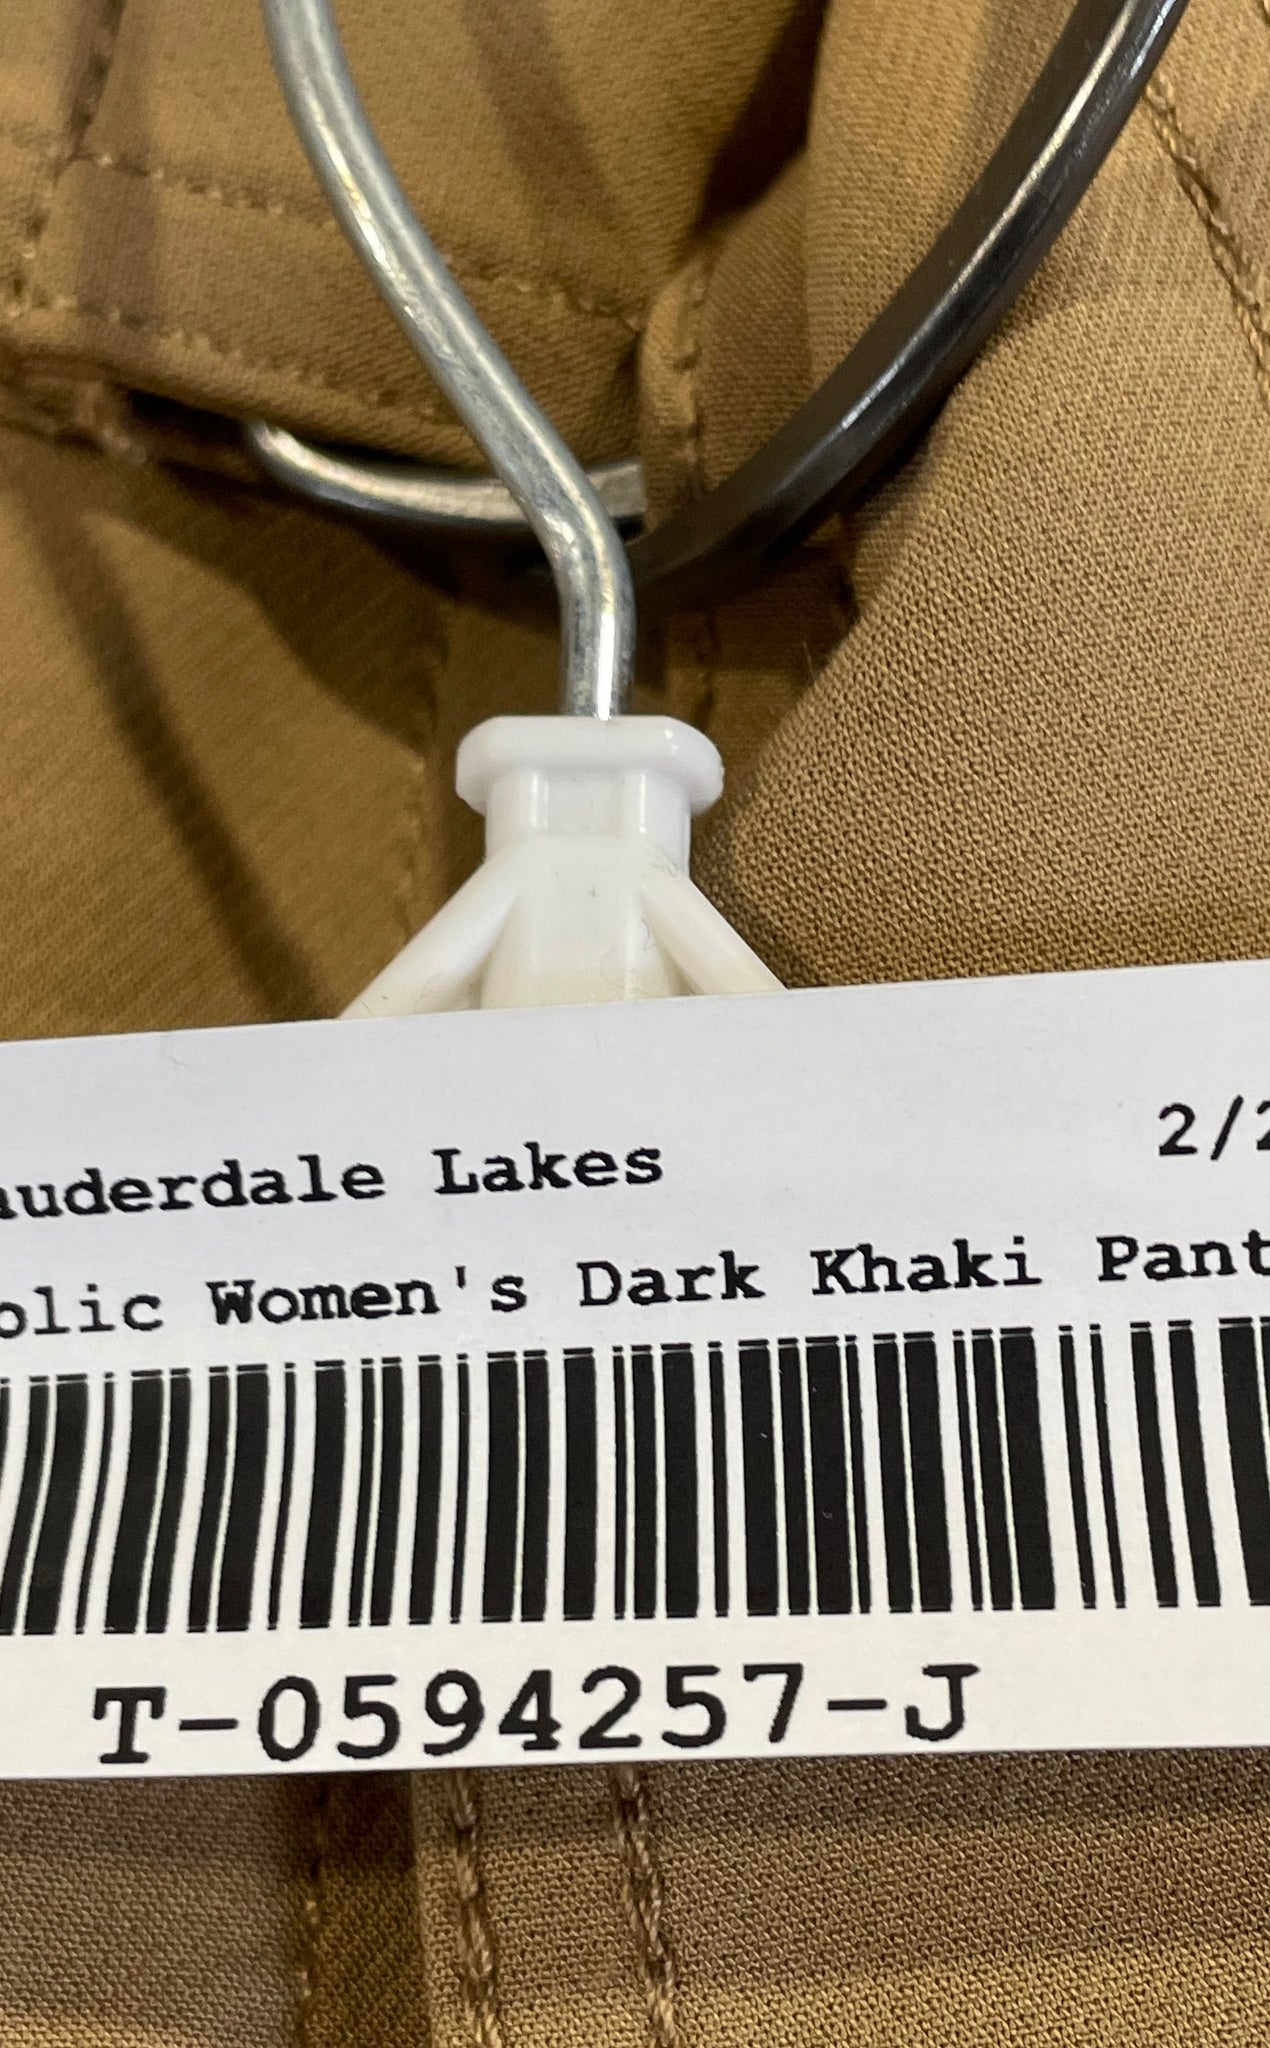 auderdale Lakes 2/2
olic Women's Dark Khaki Pant
T-0594257-J